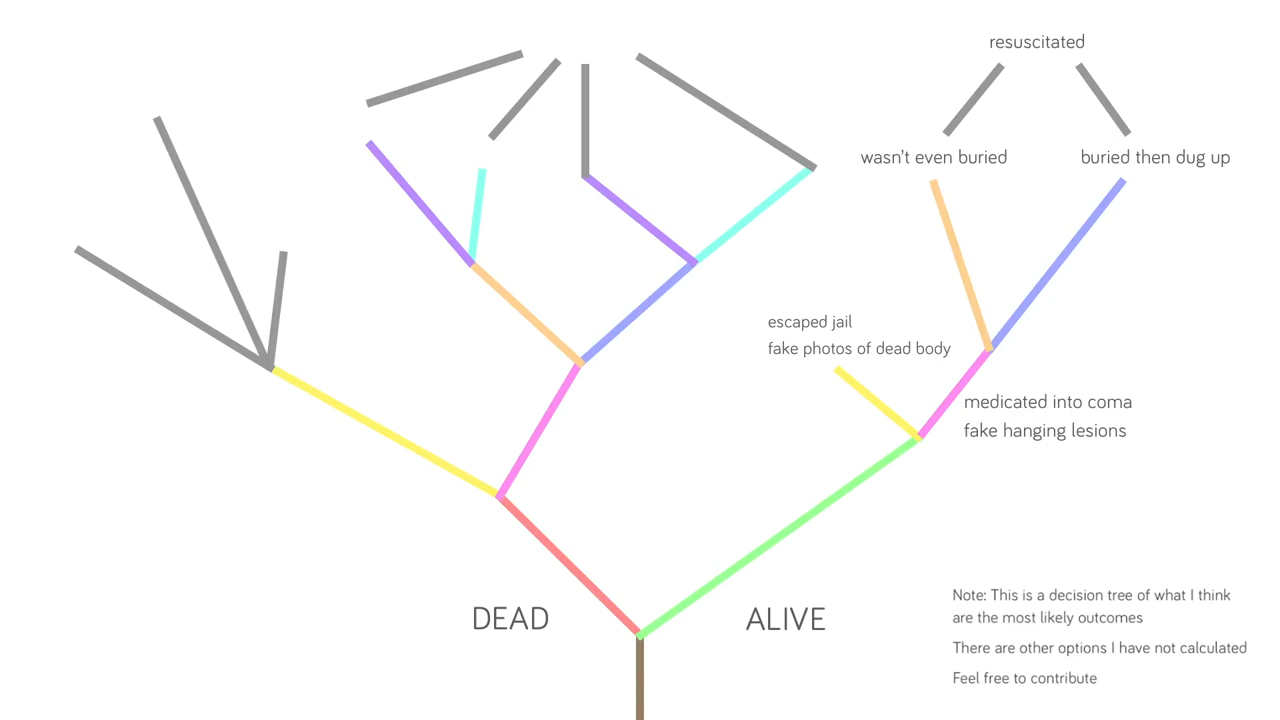 resuscitated
wasn't even buried
buried then dug up
escaped jail
fake photos of dead body
medicated into coma
fake hanging lesions
DEAD
ALIVE
Note: This is a decision tree of what I think
are the most likely outcomes
There are other options I have not calculated
Feel free to contribute